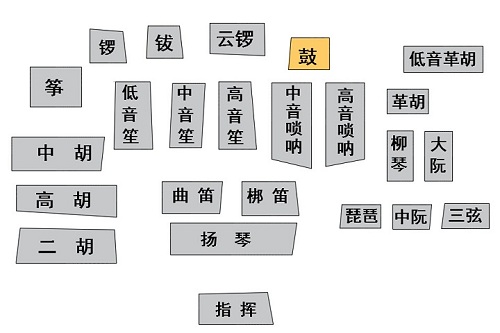 锣
钹
云锣
鼓
低音革胡
筝
低音笙
中音笙
高音笙
中音唢呐
高音唢呐
革胡
中胡
柳琴
大阮
高胡
曲笛
梆笛
琵琶
中阮
三弦
二胡
扬琴
指挥